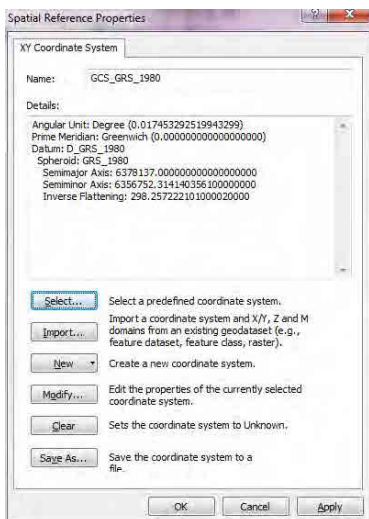 Spatial Reference Properties
XY Coordinate System
Name: GCS_GRS_1980
Details:
Angular Unit: Degree (0.017453292519943299)
Prime Meridian: Greenwich (0.000000000000000000)
Datum: D_GRS_1980
Spheroid: GRS_1980
Semimajor Axis: 6378137.000000000000000000
Semiminor Axis: 6356752.314140356100000000
Inverse Flattening: 298.257222101000020000
Select... Select a predefined coordinate system.
Import... Import a coordinate system and X/Y, Z and M
domains from an existing geodataset (e.g.,
feature dataset, feature class, raster).
New Create a new coordinate system.
Modify... Edit the properties of the currently selected
coordinate system.
Clear Sets the coordinate system to Unknown.
Save As... Save the coordinate system to a
file.
OK Cancel Apply